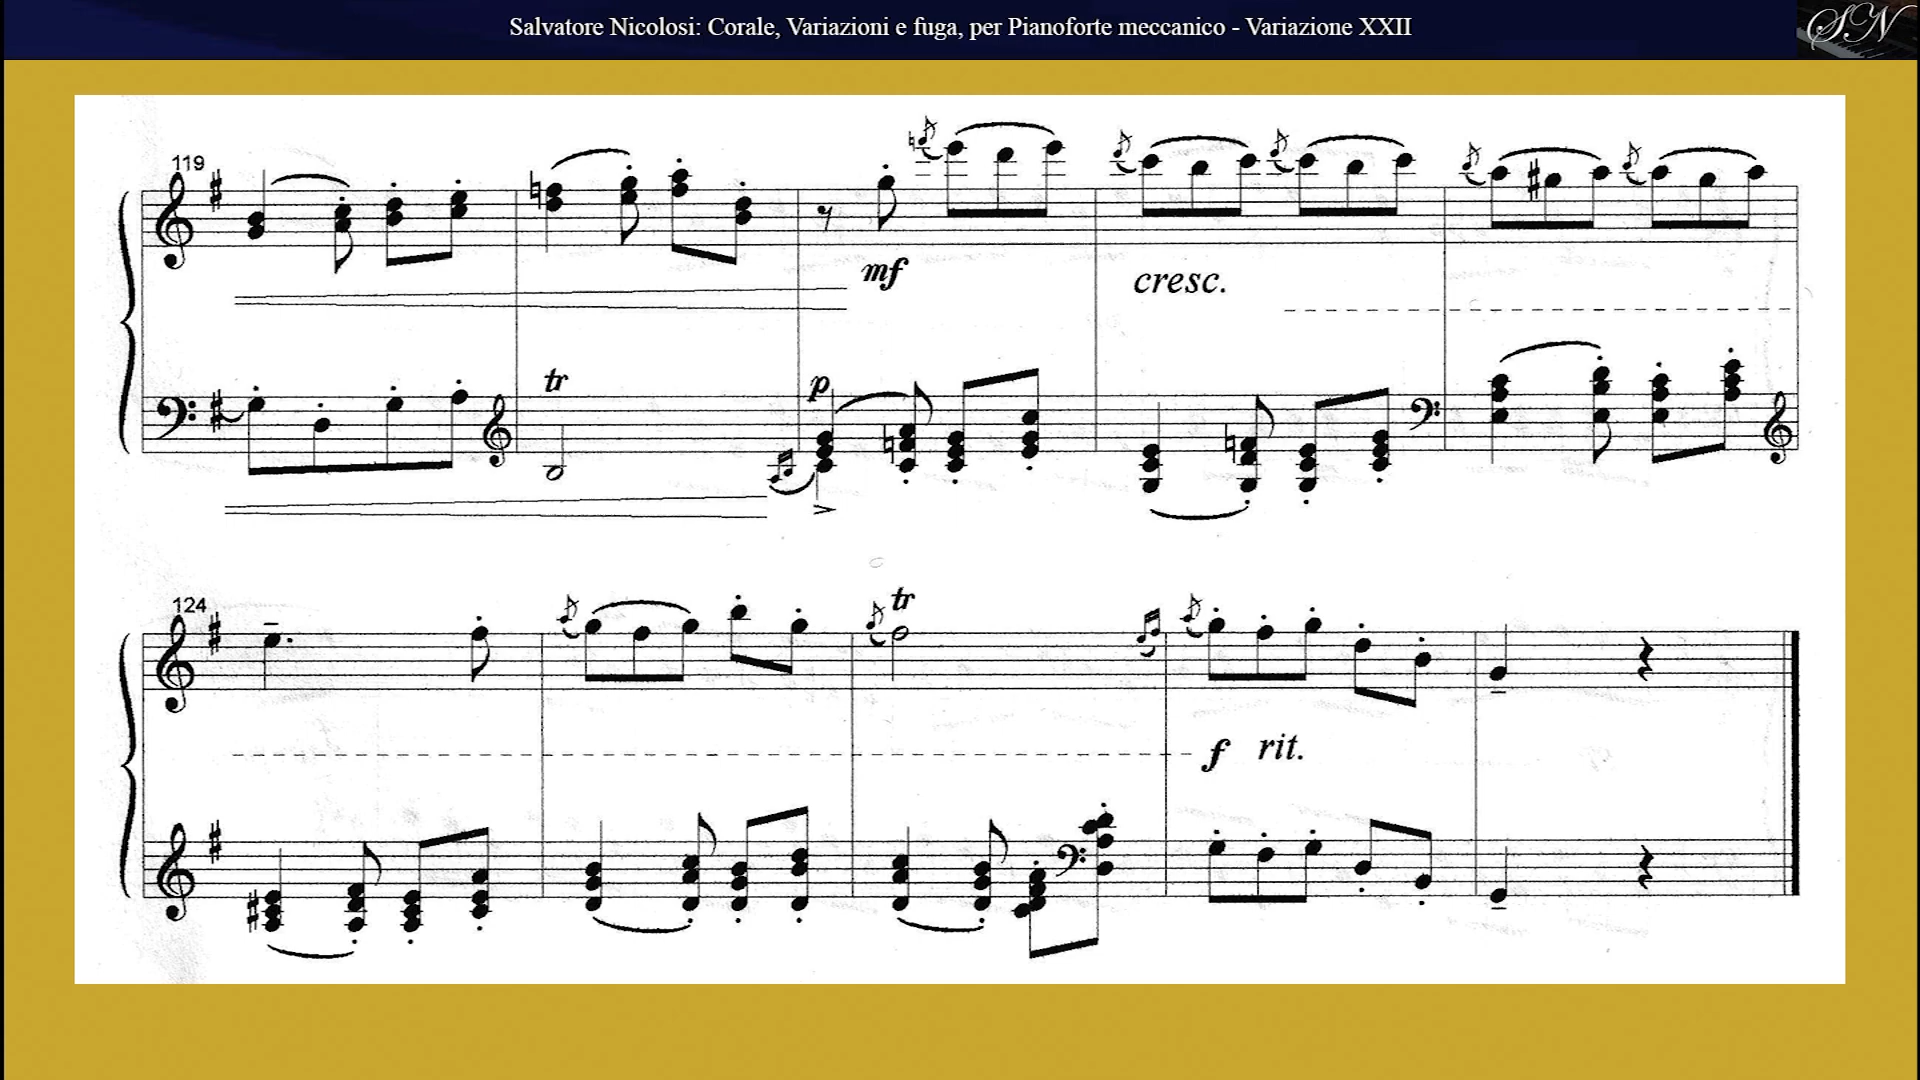 Salvatore Nicolosi: Corale, Variazioni e fuga, per Pianoforte meccanico - Variazione XXII
SN
119
mf
cresc.
tr
p
124
tr
f rit.